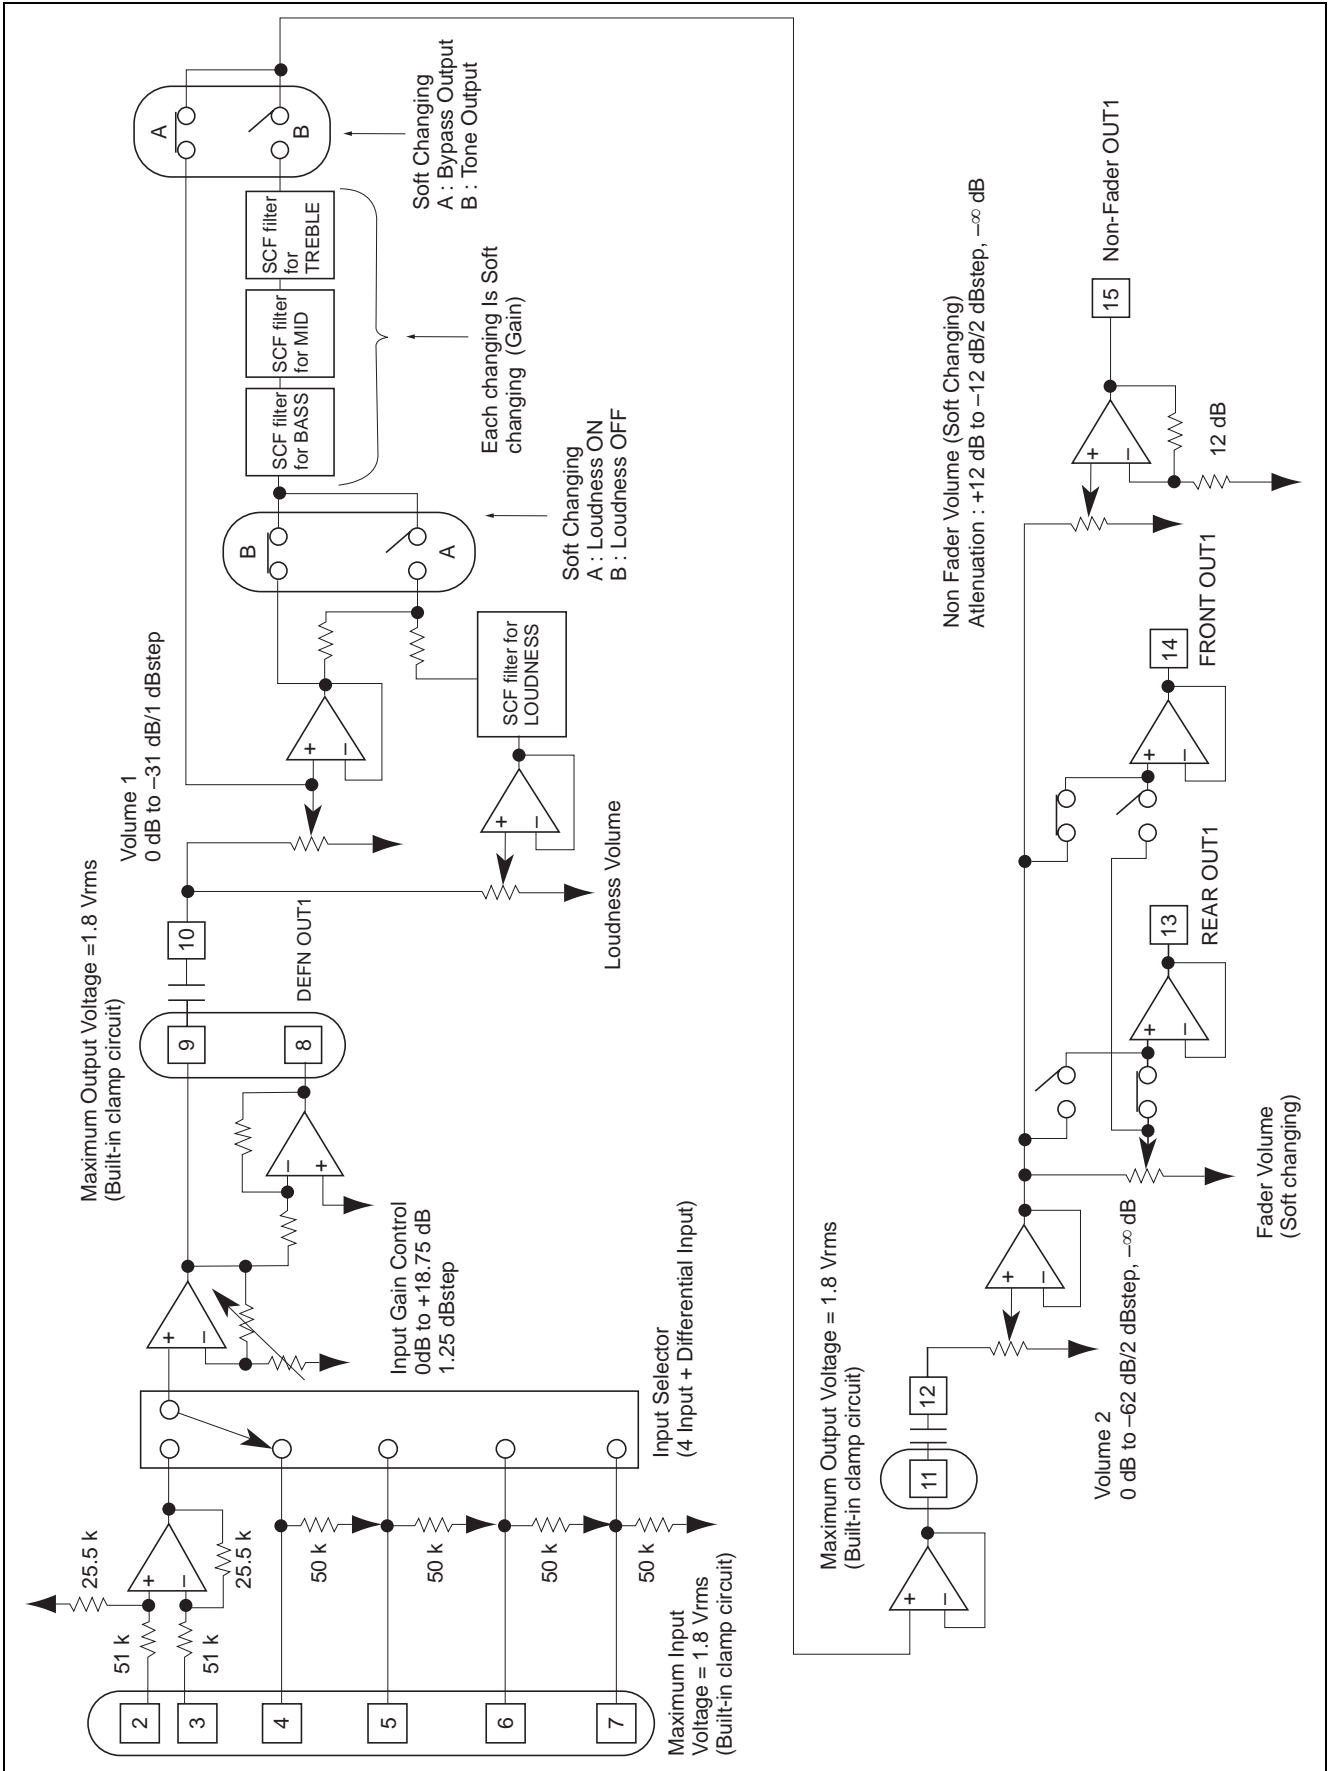 2
3
4
5
6
7
Maximum Input
Voltage = 1.8 Vrms
(Built-in clamp circuit)
51 k
51 k
25.5 k
25.5 k
+
–
50 k
50 k
50 k
50 k
Input Selector
(4 Input + Differential Input)
+
–
Input Gain Control
0dB to +18.75 dB
1.25 dBstep
–
+
Maximum Output Voltage =1.8 Vrms
(Built-in clamp circuit)
9
8
DEFN OUT1
10
Volume 1
0 dB to –31 dB/1 dBstep
+
–
Loudness Volume
+
–
SCF filter for
LOUDNESS
B
A
Soft Changing
A : Loudness ON
B : Loudness OFF
SCF filter
for BASS
SCF filter
for MID
SCF filter
for
TREBLE
Each changing Is Soft
changing (Gain)
A
B
Soft Changing
A : Bypass Output
B : Tone Output
+
–
Maximum Output Voltage = 1.8 Vrms
(Built-in clamp circuit)
11
12
Volume 2
0 dB to –62 dB/2 dBstep, –∞ dB
+
–
Fader Volume
(Soft changing)
+
–
13
REAR OUT1
+
–
14
FRONT OUT1
Non Fader Volume (Soft Changing)
Atlenuation : +12 dB to –12 dB/2 dBstep, –∞ dB
+
–
12 dB
15
Non-Fader OUT1